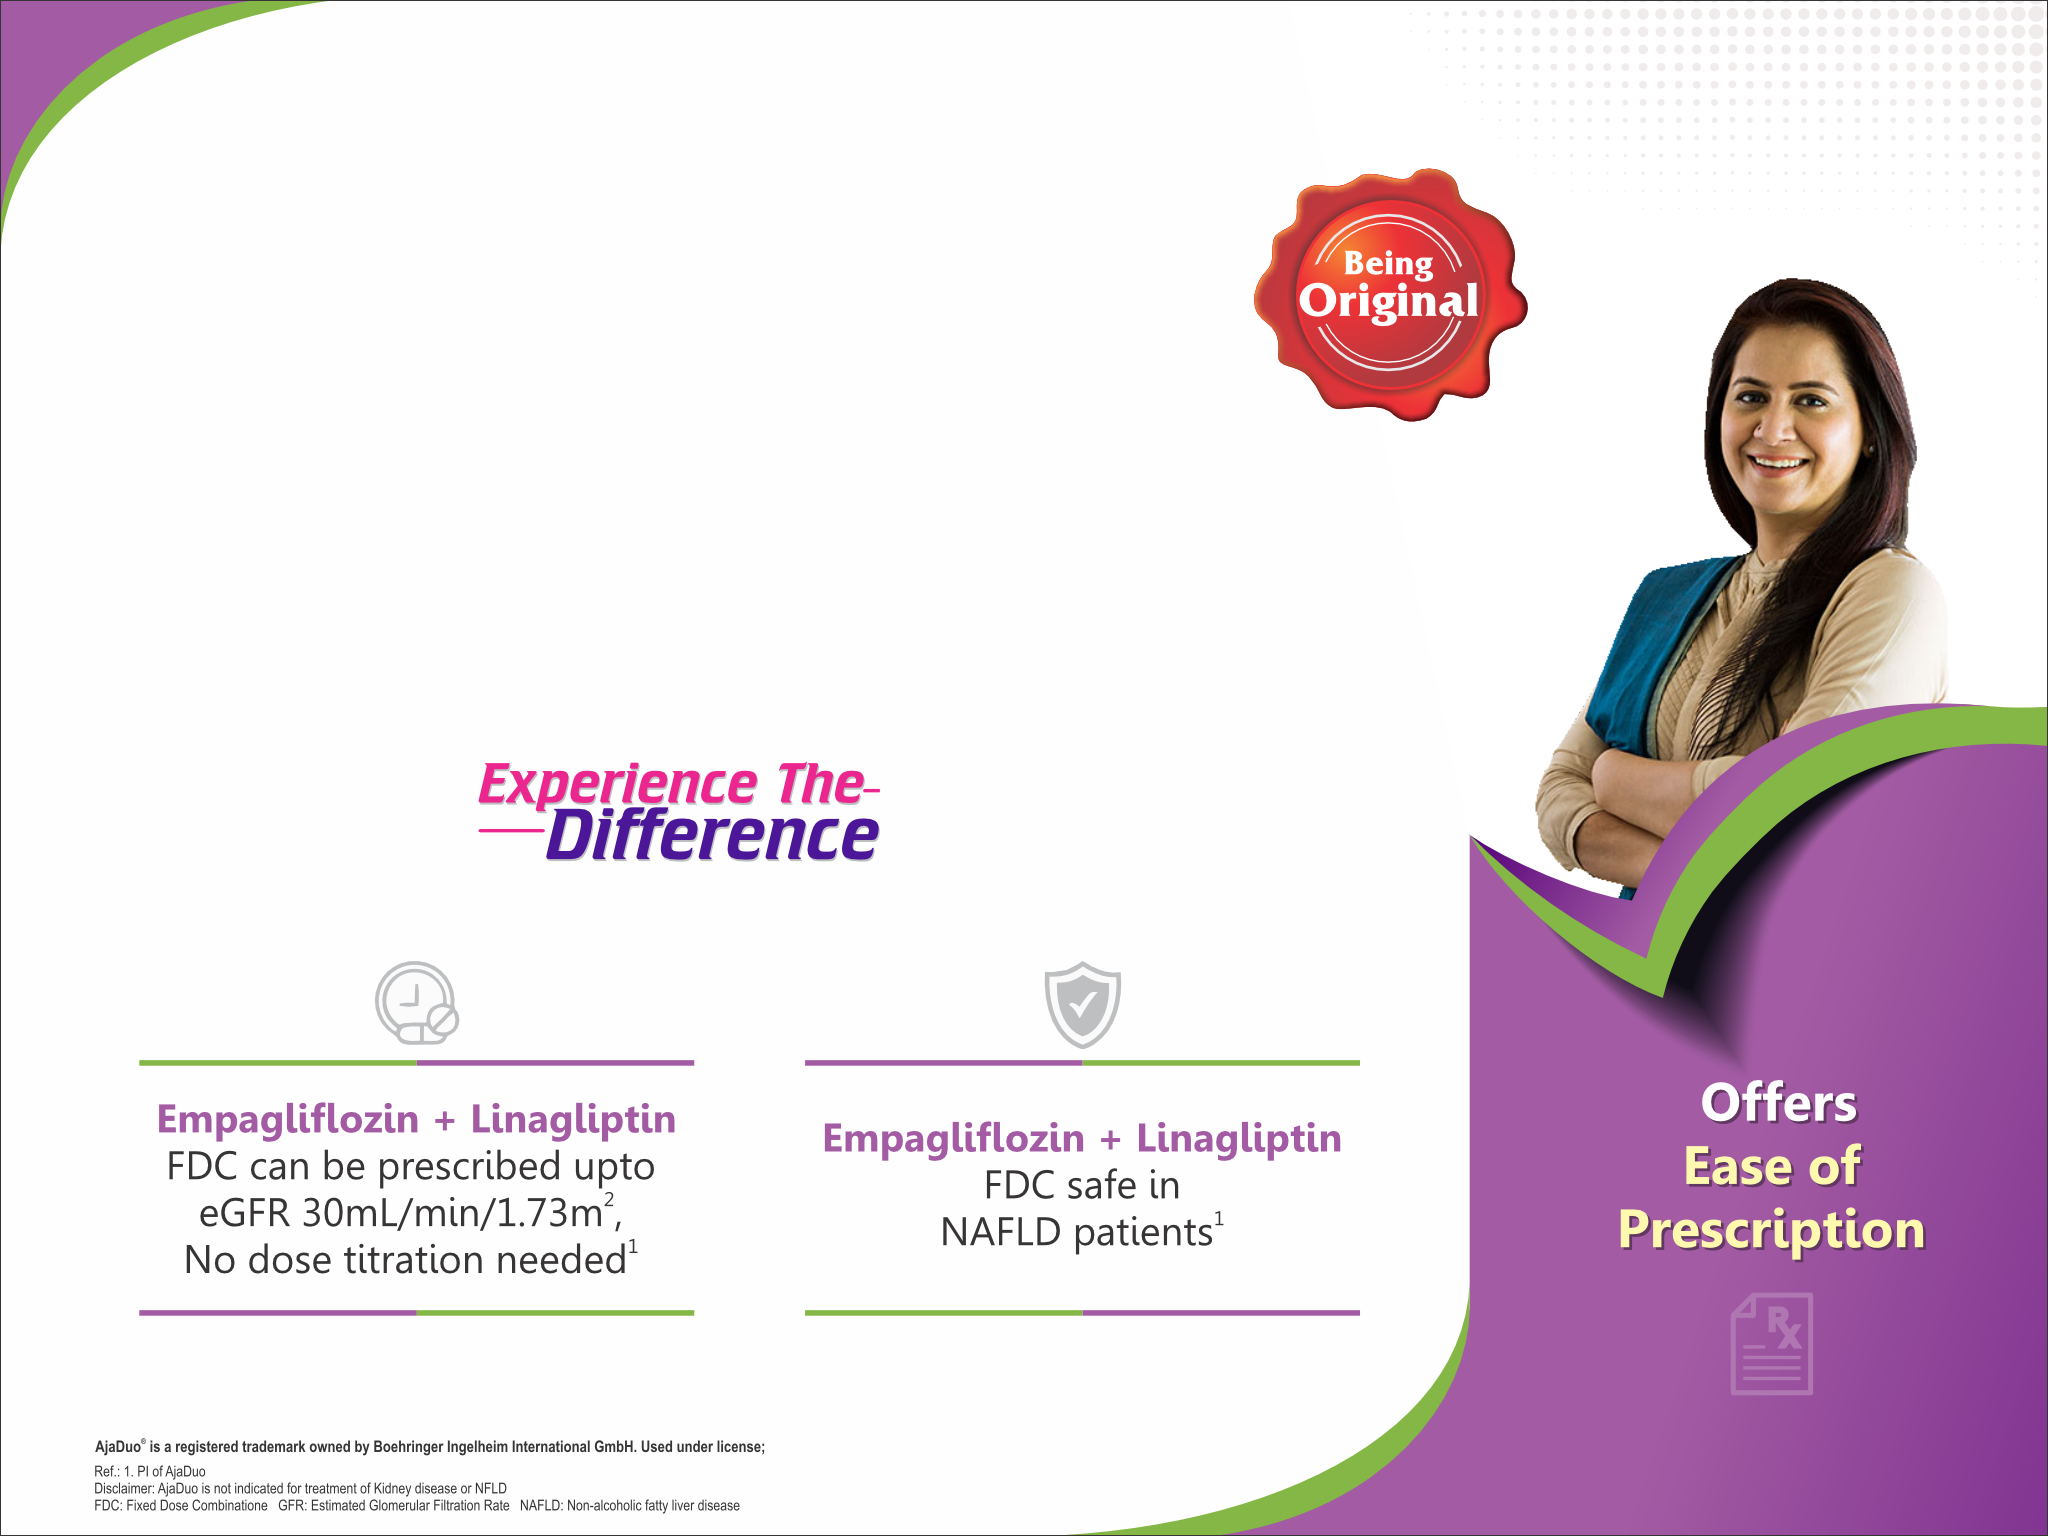 Being
Original
Experience The
Difference
Empagliflozin + Linagliptin
FDC can be prescribed upto
eGFR 30mL/min/1.73m²,
No dose titration needed¹
Empagliflozin + Linagliptin
FDC safe in
NAFLD patients¹
Offers
Ease of
Prescription
Rx
AjaDuo® is a registered trademark owned by Boehringer Ingelheim International GmbH. Used under license;
Ref.: 1. PI of AjaDuo
Disclaimer: AjaDuo is not indicated for treatment of Kidney disease or NFLD
FDC: Fixed Dose Combinatione GFR: Estimated Glomerular Filtration Rate NAFLD: Non-alcoholic fatty liver disease